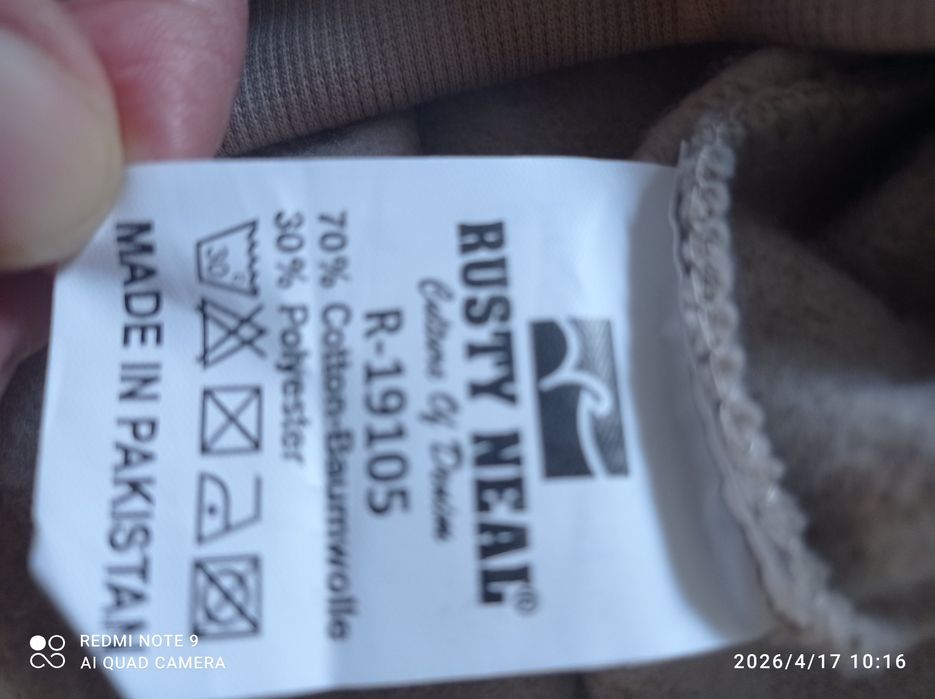 RUSTY NEAL®
Culture Of Denim
R-19105
70% Cotton-Baumwolle
30% Polyester
30°
MADE IN PAKISTAN
REDMI NOTE 9
AI QUAD CAMERA
2026/4/17 10:16